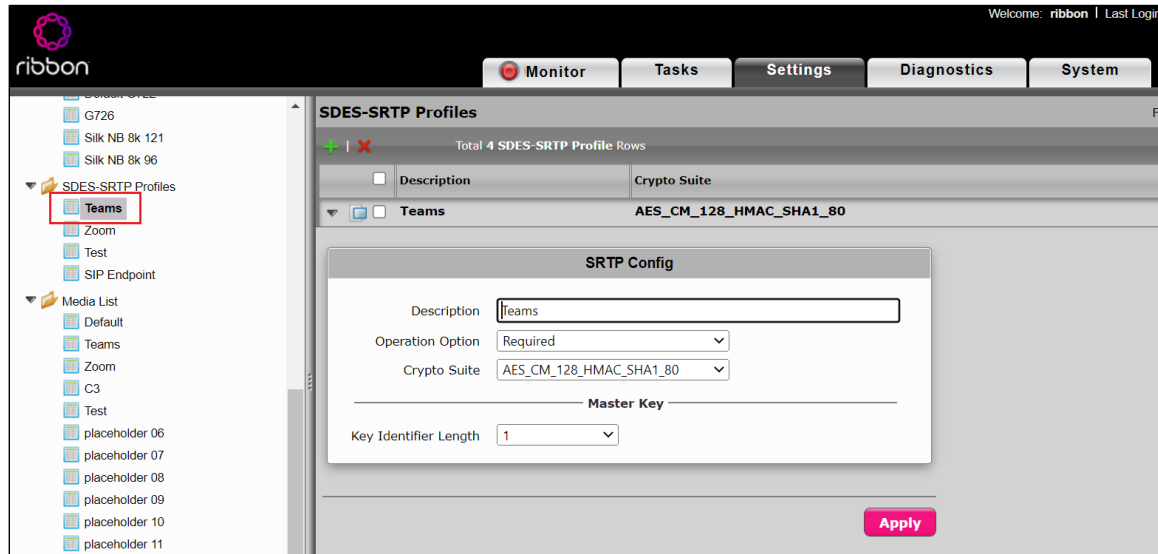 Welcome: ribbon | Last Login
ribbon
Monitor
Tasks
Settings
Diagnostics
System
G726
Silk NB 8k 121
Silk NB 8k 96
SDES-SRTP Profiles
Teams
Zoom
Test
SIP Endpoint
Media List
Default
Teams
Zoom
C3
Test
placeholder 06
placeholder 07
placeholder 08
placeholder 09
placeholder 10
placeholder 11
SDES-SRTP Profiles
Total 4 SDES-SRTP Profile Rows
Description
Crypto Suite
Teams
AES_CM_128_HMAC_SHA1_80
SRTP Config
Description
Teams
Operation Option
Required
Crypto Suite
AES_CM_128_HMAC_SHA1_80
Master Key
Key Identifier Length
1
Apply